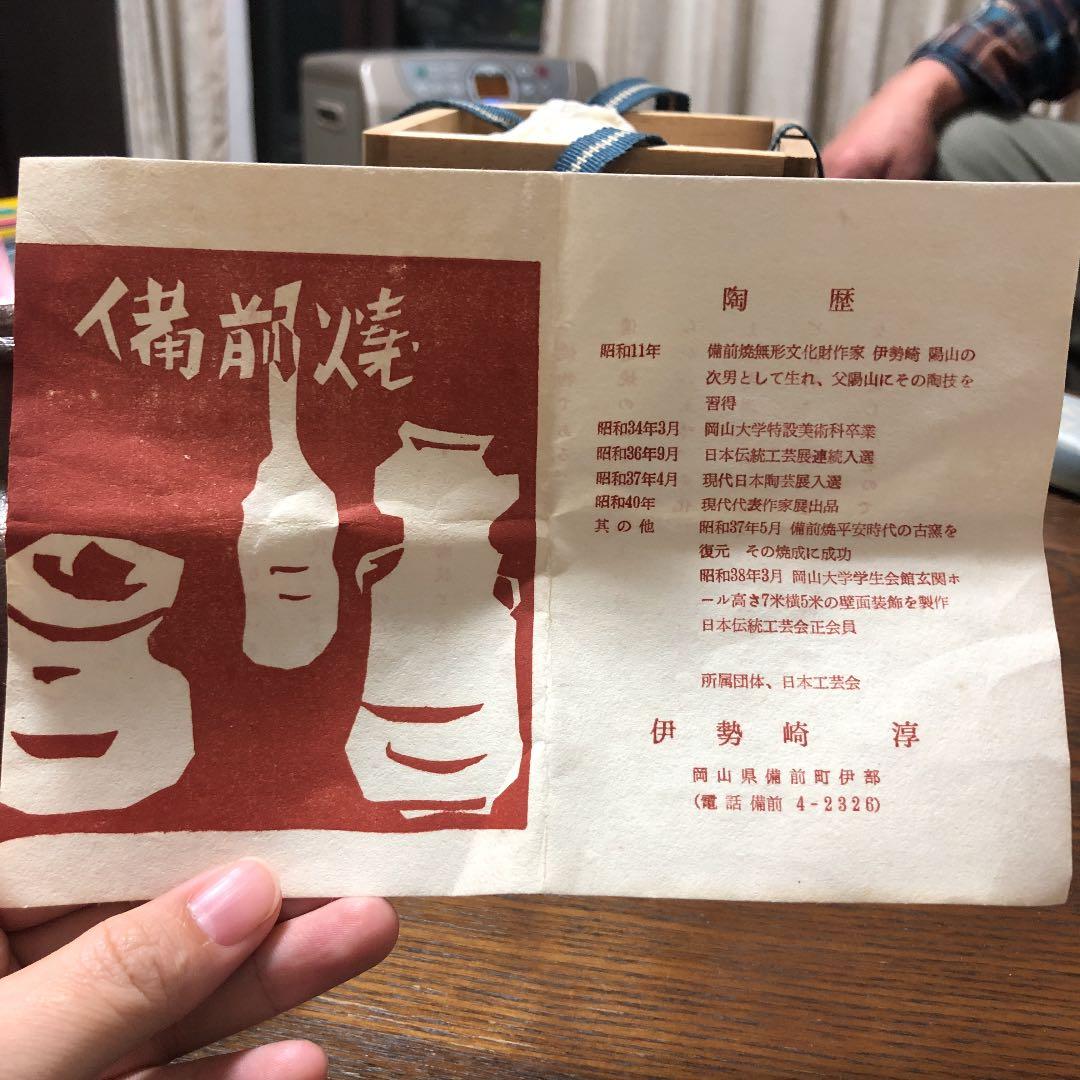 備前焼
陶歴
昭和11年 備前焼無形文化財作家 伊勢崎 陽山の
次男として生れ、父陽山にその陶技を
習得
昭和34年3月 岡山大学特設美術科卒業
昭和36年9月 日本伝統工芸展連続入選
昭和37年4月 現代日本陶芸展入選
昭和40年 現代代表作家展出品
其の他 昭和37年5月 備前焼平安時代の古窯を
復元 その焼成に成功
昭和38年3月 岡山大学学生会館玄関ホ
ール高さ7米横5米の壁面装飾を製作
日本伝統工芸会正会員
所属団体、日本工芸会
伊勢崎 淳
岡山県備前町伊部
(電話 備前 4-2326)